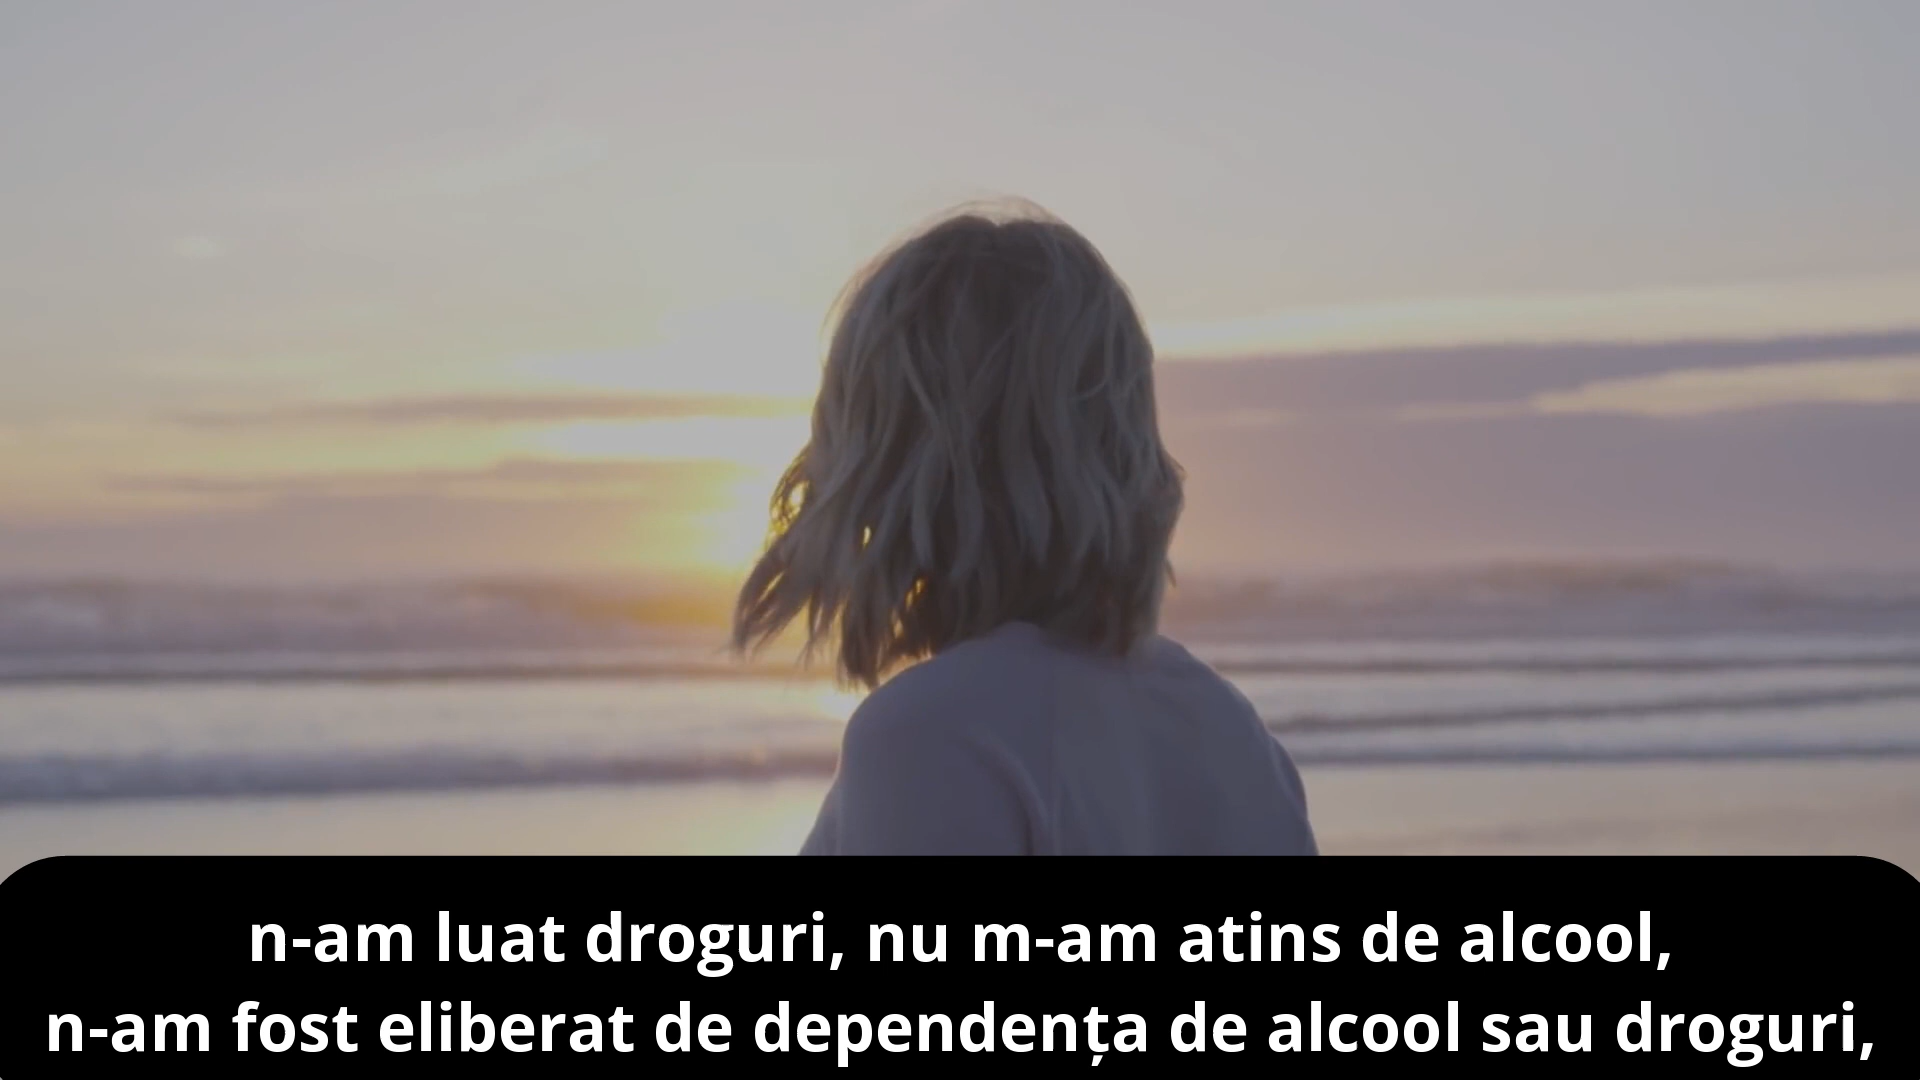 n-am luat droguri, nu m-am atins de alcool,
n-am fost eliberat de dependența de alcool sau droguri,